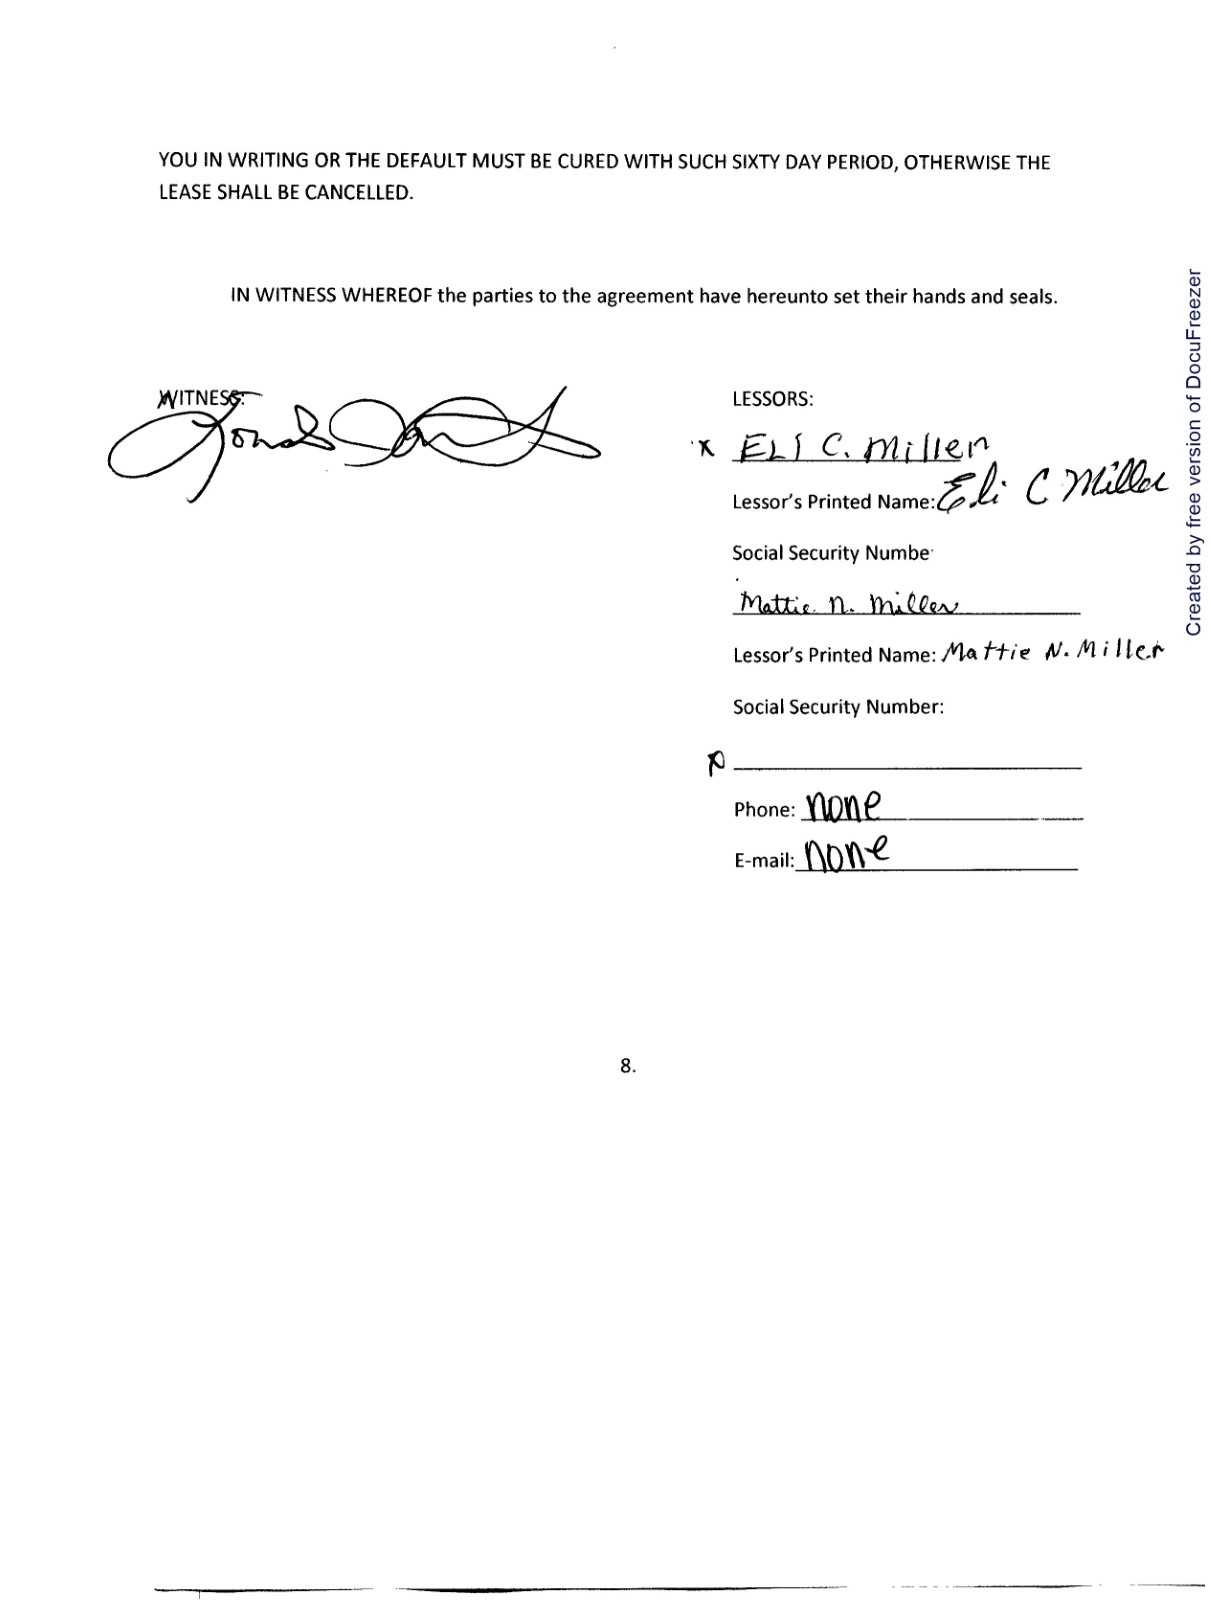 YOU IN WRITING OR THE DEFAULT MUST BE CURED WITH SUCH SIXTY DAY PERIOD, OTHERWISE THE
LEASE SHALL BE CANCELLED.
IN WITNESS WHEREOF the parties to the agreement have hereunto set their hands and seals.
WITNESS:
LESSORS:
x ELI C. Miller
Lessor's Printed Name: Eli C Miller
Social Security Numbe
Mattie N. Miller
Lessor's Printed Name: Mattie N. Miller
Social Security Number:
Phone: none
E-mail: none
8.
Created by free version of DocuFreezer